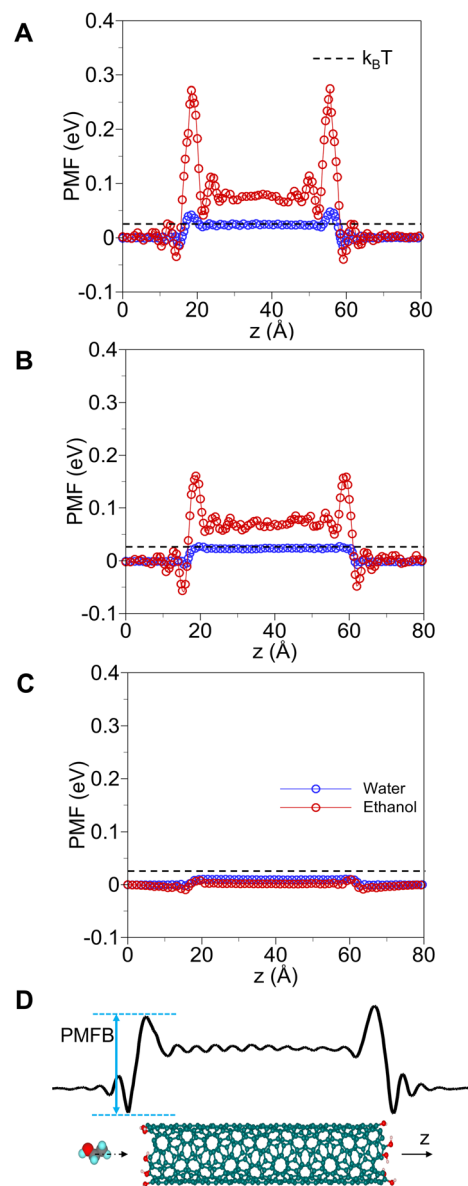 A
0.4
0.3
0.2
0.1
0
-0.1
PMF (eV)
k_BT
0 20 40 60 80
z (Å)
B
0.4
0.3
0.2
0.1
0
-0.1
PMF (eV)
0 20 40 60 80
z (Å)
C
0.4
0.3
0.2
0.1
0
-0.1
PMF (eV)
Water
Ethanol
0 20 40 60 80
z (Å)
D
PMFB
z